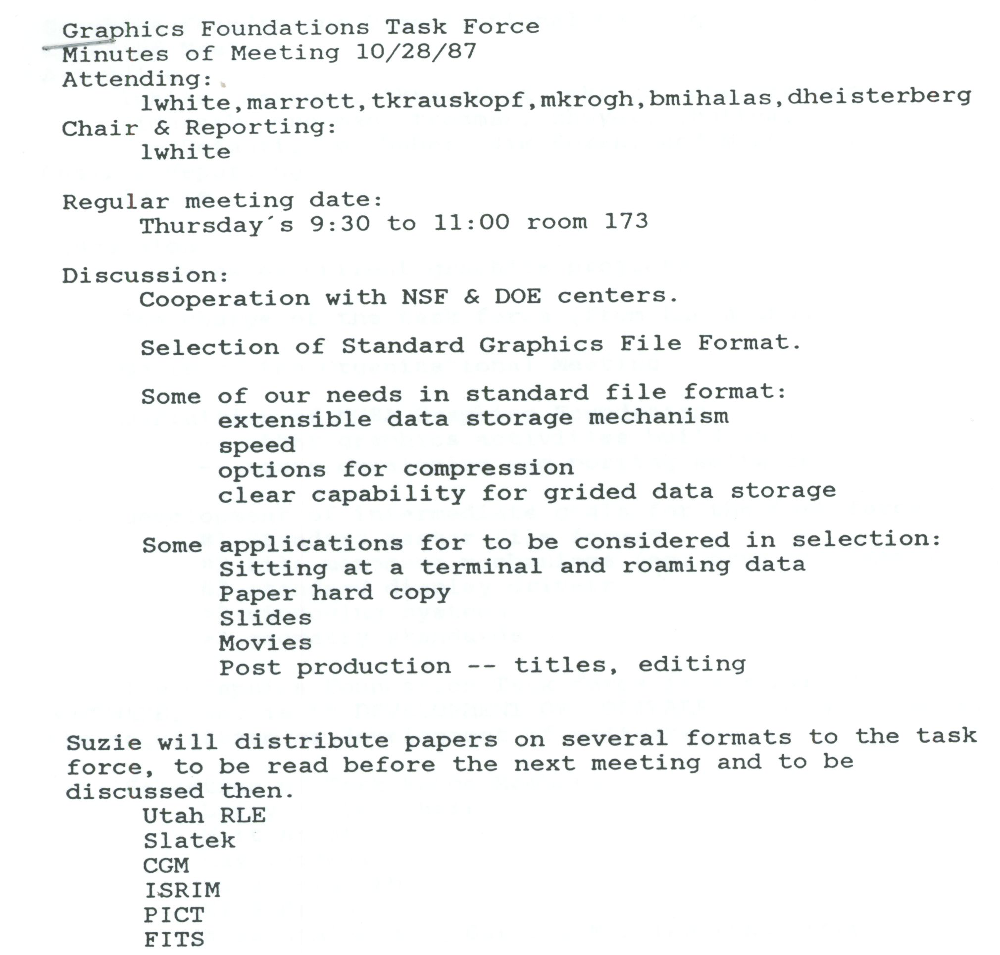 Graphics Foundations Task Force
Minutes of Meeting 10/28/87
Attending:
lwhite,marrott,tkrauskopf,mkrogh,bmihalas,dheisterberg
Chair & Reporting:
lwhite
Regular meeting date:
Thursday´s 9:30 to 11:00 room 173
Discussion:
Cooperation with NSF & DOE centers.
Selection of Standard Graphics File Format.
Some of our needs in standard file format:
extensible data storage mechanism
speed
options for compression
clear capability for grided data storage
Some applications for to be considered in selection:
Sitting at a terminal and roaming data
Paper hard copy
Slides
Movies
Post production -- titles, editing
Suzie will distribute papers on several formats to the task
force, to be read before the next meeting and to be
discussed then.
Utah RLE
Slatek
CGM
ISRIM
PICT
FITS